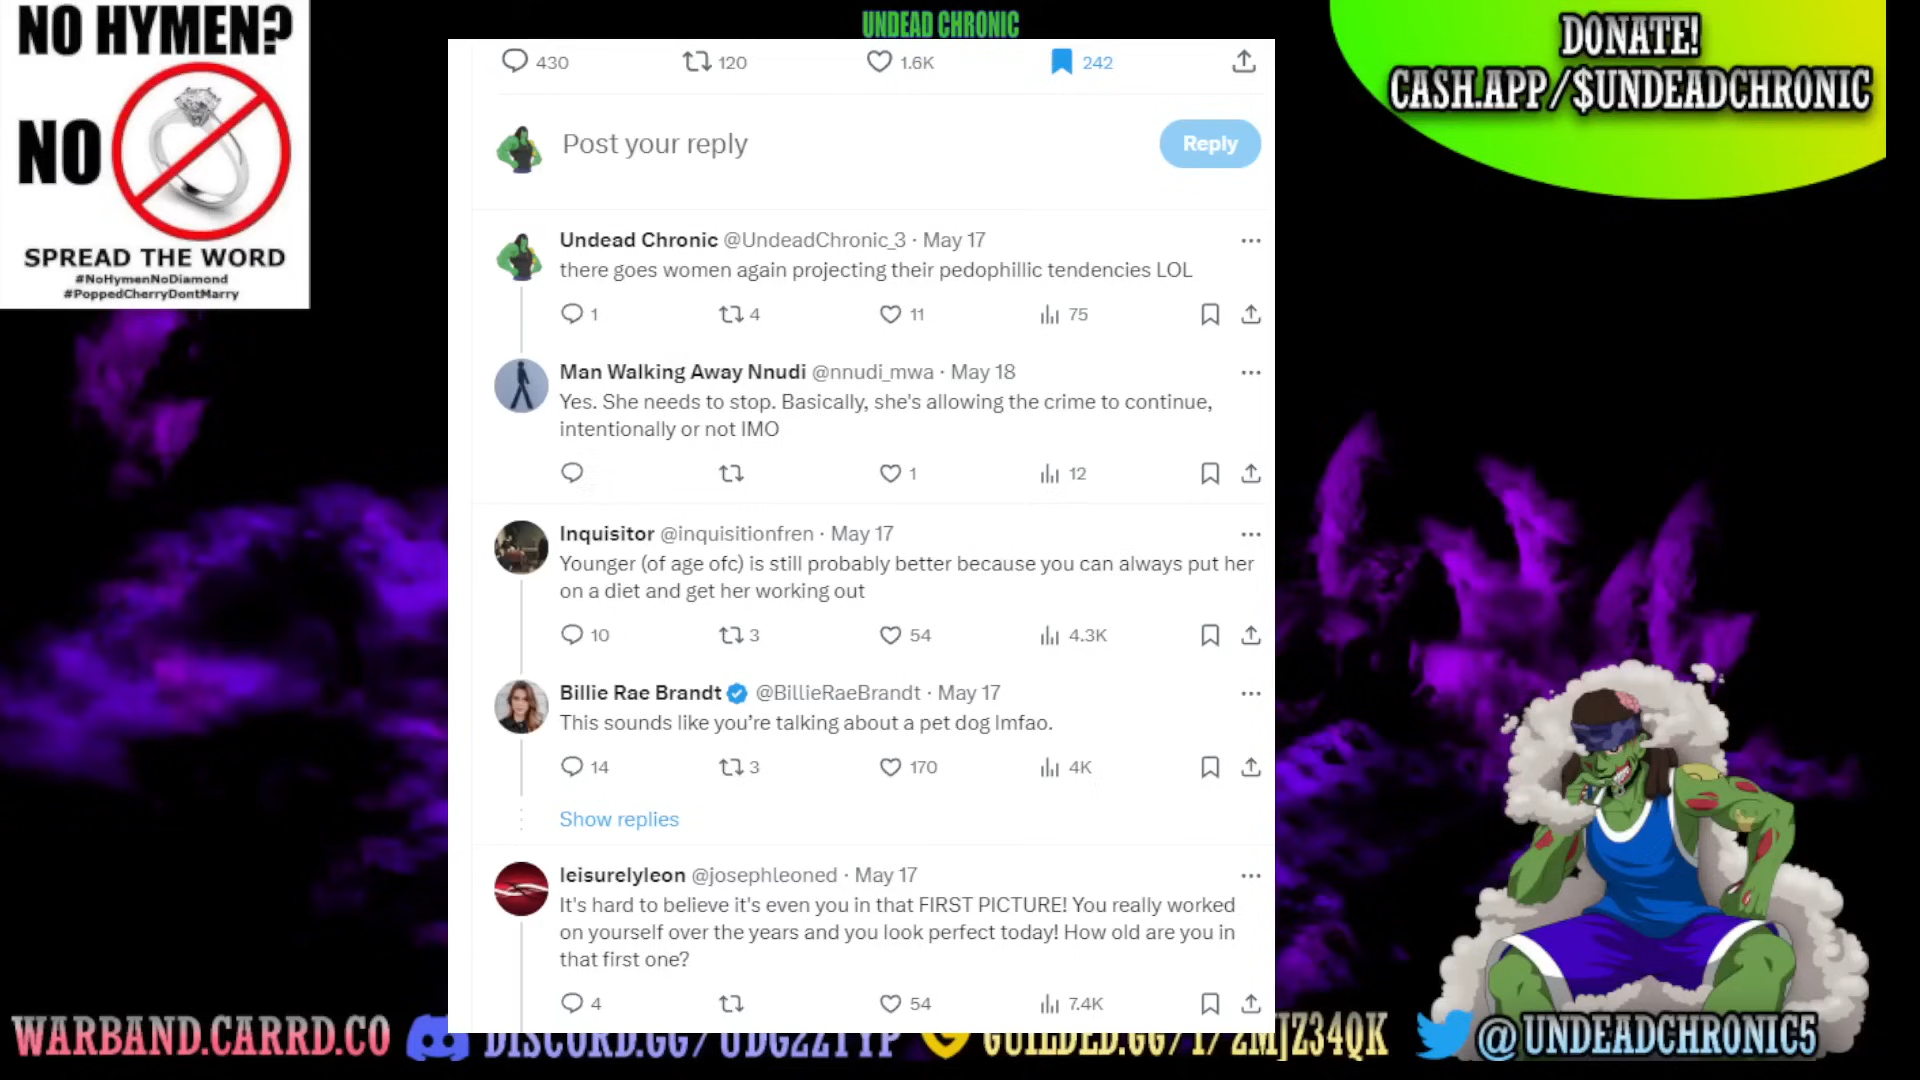 NO HYMEN?
NO
SPREAD THE WORD
#NoHymenNoDiamond
#PoppedCherryDontMarry
UNDEAD CHRONIC
DONATE!
CASH.APP/$UNDEADCHRONIC
430 120 1.6K 242
Post your reply
Reply
Undead Chronic @UndeadChronic_3 · May 17
there goes women again projecting their pedophillic tendencies LOL
1 4 11 75
Man Walking Away Nnudi @nnudi_mwa · May 18
Yes. She needs to stop. Basically, she's allowing the crime to continue,
intentionally or not IMO
1 12
Inquisitor @inquisitionfren · May 17
Younger (of age ofc) is still probably better because you can always put her
on a diet and get her working out
10 3 54 4.3K
Billie Rae Brandt @BillieRaeBrandt · May 17
This sounds like you’re talking about a pet dog lmfao.
14 3 170 4K
Show replies
leisurelyleon @josephleoned · May 17
It's hard to believe it's even you in that FIRST PICTURE! You really worked
on yourself over the years and you look perfect today! How old are you in
that first one?
4 54 7.4K
WARBAND.CARRD.CO
@UNDEADCHRONIC5